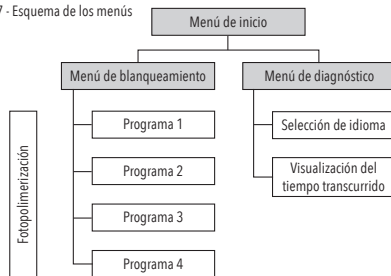 7 - Esquema de los menús
Menú de inicio
Menú de blanqueamiento
Menú de diagnóstico
Programa 1
Selección de idioma
Programa 2
Visualización del
tiempo transcurrido
Programa 3
Programa 4
Fotopolimerización